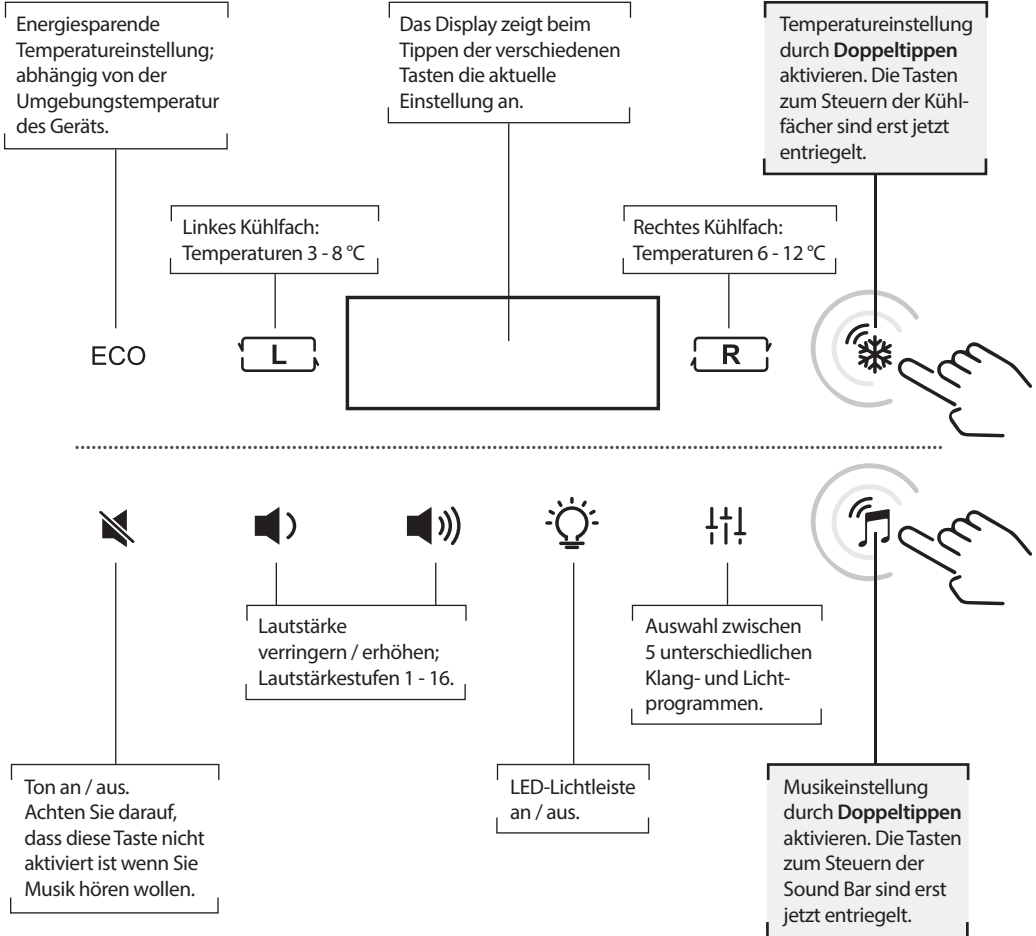 Energiesparende
Temperatureinstellung;
abhängig von der
Umgebungstemperatur
des Geräts.
Das Display zeigt beim
Tippen der verschiedenen
Tasten die aktuelle
Einstellung an.
Temperatureinstellung
durch Doppeltippen
aktivieren. Die Tasten
zum Steuern der Kühl-
fächer sind erst jetzt
entriegelt.
Linkes Kühlfach:
Temperaturen 3 - 8 °C
Rechtes Kühlfach:
Temperaturen 6 - 12 °C
ECO
L
R
Lautstärke
verringern / erhöhen;
Lautstärkestufen 1 - 16.
Auswahl zwischen
5 unterschiedlichen
Klang- und Licht-
programmen.
Ton an / aus.
Achten Sie darauf,
dass diese Taste nicht
aktiviert ist wenn Sie
Musik hören wollen.
LED-Lichtleiste
an / aus.
Musikeinstellung
durch Doppeltippen
aktivieren. Die Tasten
zum Steuern der
Sound Bar sind erst
jetzt entriegelt.